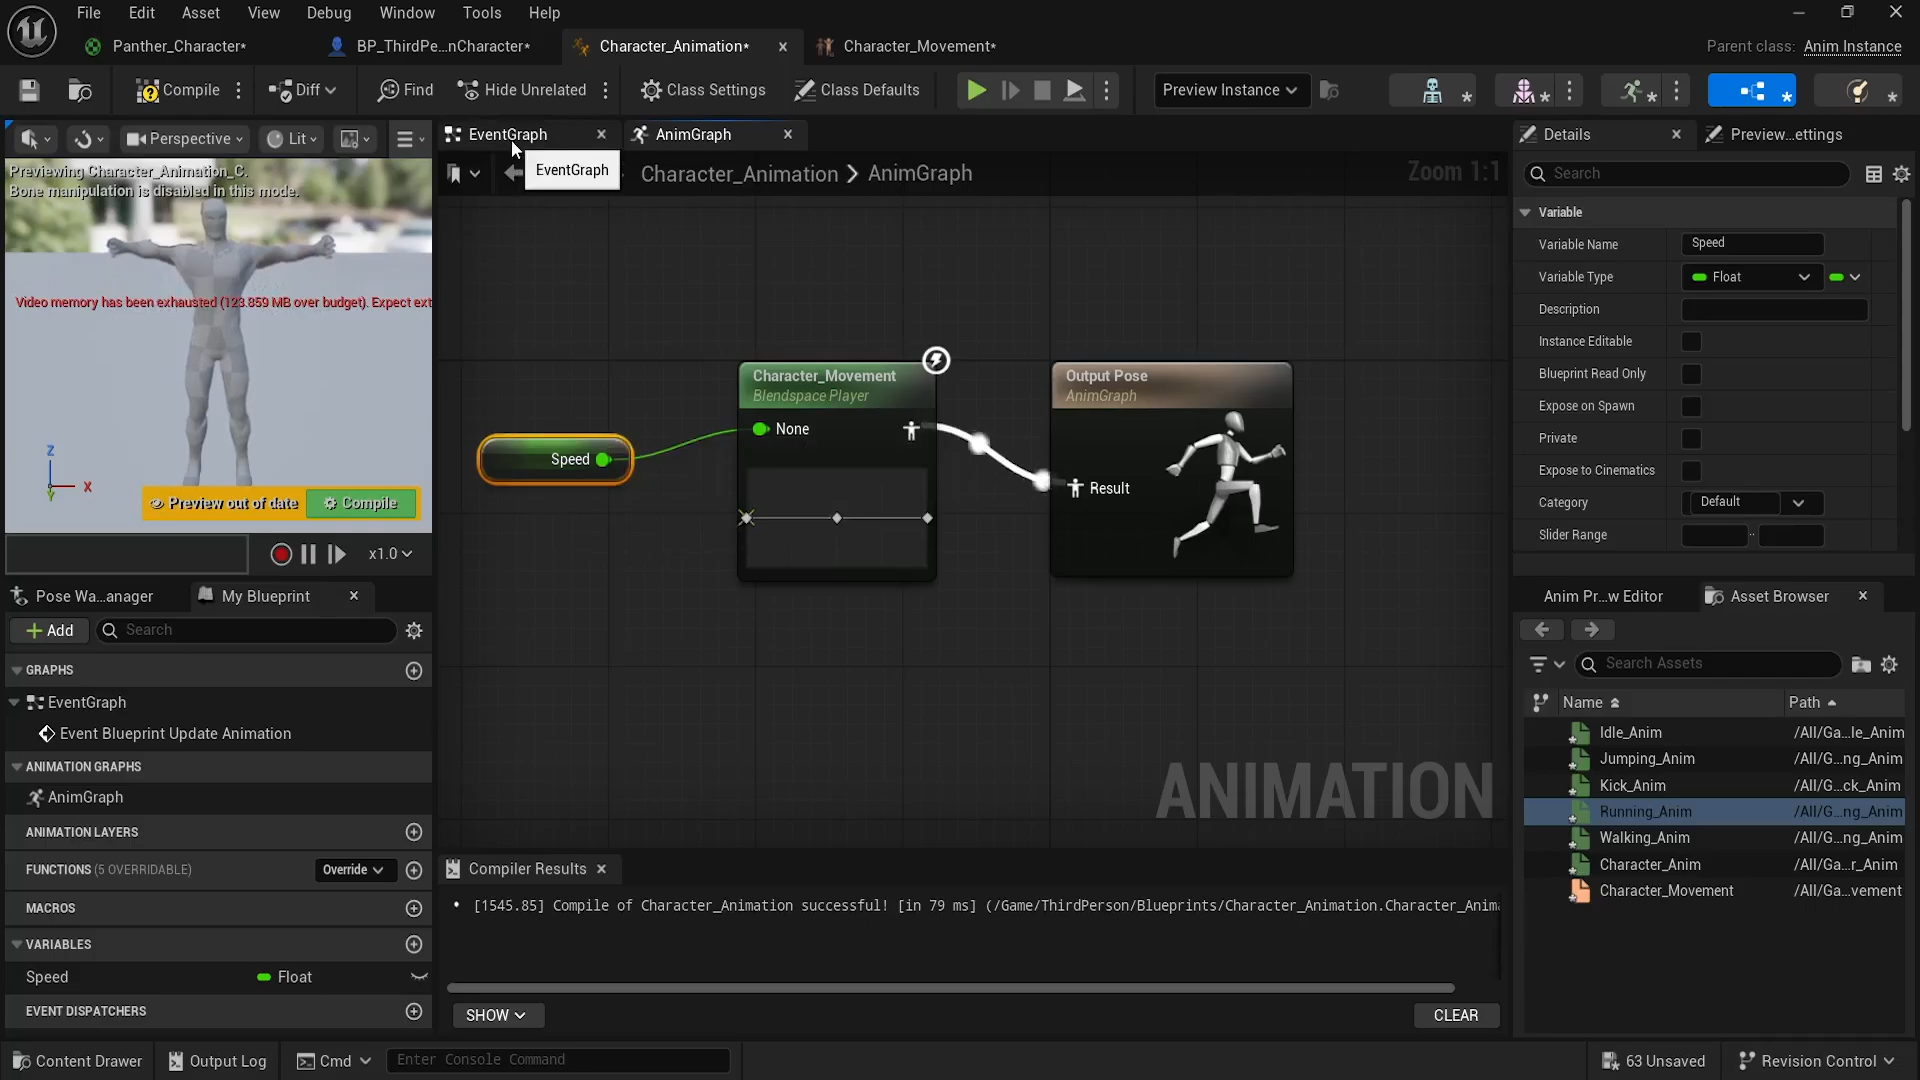 File Edit Asset View Debug Window Tools Help
Panther_Character* BP_ThirdPe...nCharacter* Character_Animation* Character_Movement* Parent class: Anim Instance
Compile Diff Find Hide Unrelated Class Settings Class Defaults Preview Instance
Perspective Lit EventGraph AnimGraph Details Preview...ettings
Previewing Character_Animation_C.
Bone manipulation is disabled in this mode.
EventGraph
Character_Animation > AnimGraph Zoom 1:1
Search
Variable
Variable Name Speed
Variable Type Float
Description
Video memory has been exhausted (123.859 MB over budget). Expect ext
Instance Editable
Blueprint Read Only
Expose on Spawn
Private
Expose to Cinematics
Category Default
Slider Range
Character_Movement
Blendspace Player
None
Speed
Output Pose
AnimGraph
Result
Z
X
Y
Preview out of date Compile
x1.0
Pose Wa...anager My Blueprint
Add Search
GRAPHS
EventGraph
Event Blueprint Update Animation
ANIMATION GRAPHS
AnimGraph
ANIMATION LAYERS
FUNCTIONS (5 OVERRIDABLE) Override
MACROS
VARIABLES
Speed Float
EVENT DISPATCHERS
ANIMATION
Compiler Results
• [1545.85] Compile of Character_Animation successful! [in 79 ms] (/Game/ThirdPerson/Blueprints/Character_Animation.Character_Anima
SHOW CLEAR
Anim Pr...w Editor Asset Browser
Search Assets
Name Path
Idle_Anim /All/Ga...le_Anim
Jumping_Anim /All/G...ng_Anim
Kick_Anim /All/G...ck_Anim
Running_Anim /All/G...ng_Anim
Walking_Anim /All/G...ng_Anim
Character_Anim /All/Ga...r_Anim
Character_Movement /All/Ga...vement
Content Drawer Output Log Cmd Enter Console Command 63 Unsaved Revision Control